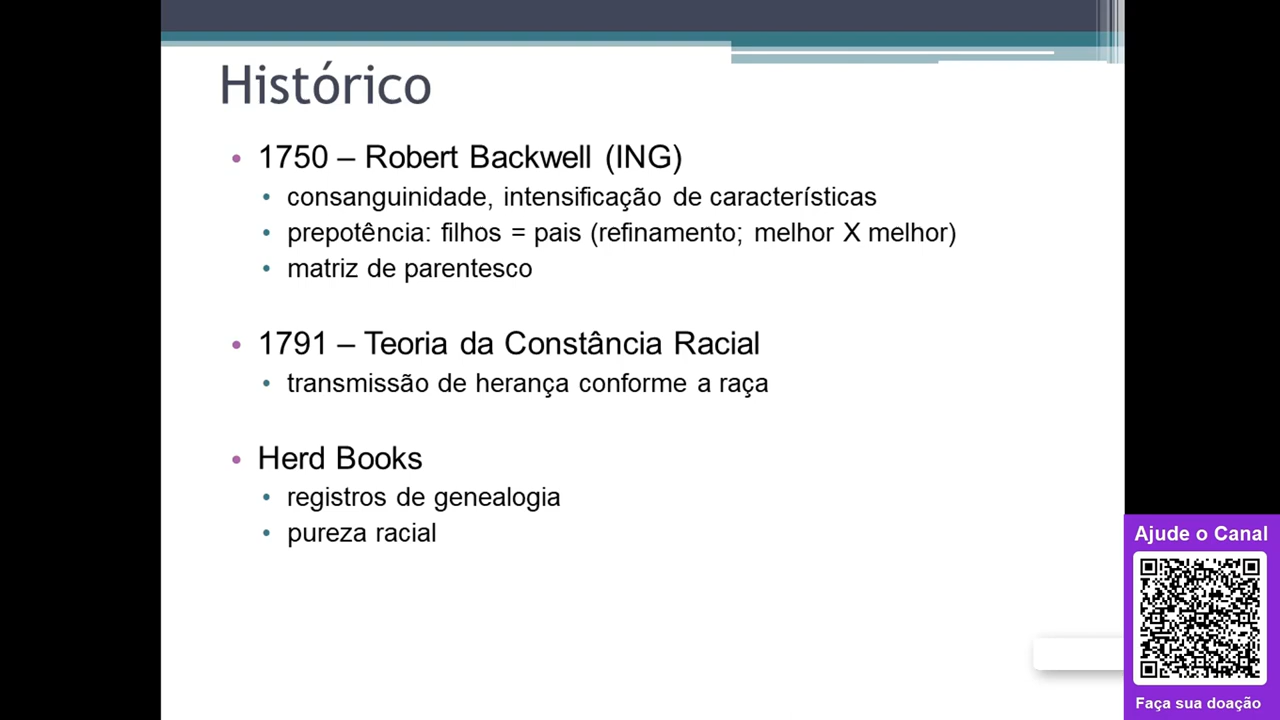 Histórico
• 1750 – Robert Backwell (ING)
• consanguinidade, intensificação de características
• prepotência: filhos = pais (refinamento; melhor X melhor)
• matriz de parentesco
• 1791 – Teoria da Constância Racial
• transmissão de herança conforme a raça
• Herd Books
• registros de genealogia
• pureza racial
Ajude o Canal
Faça sua doação